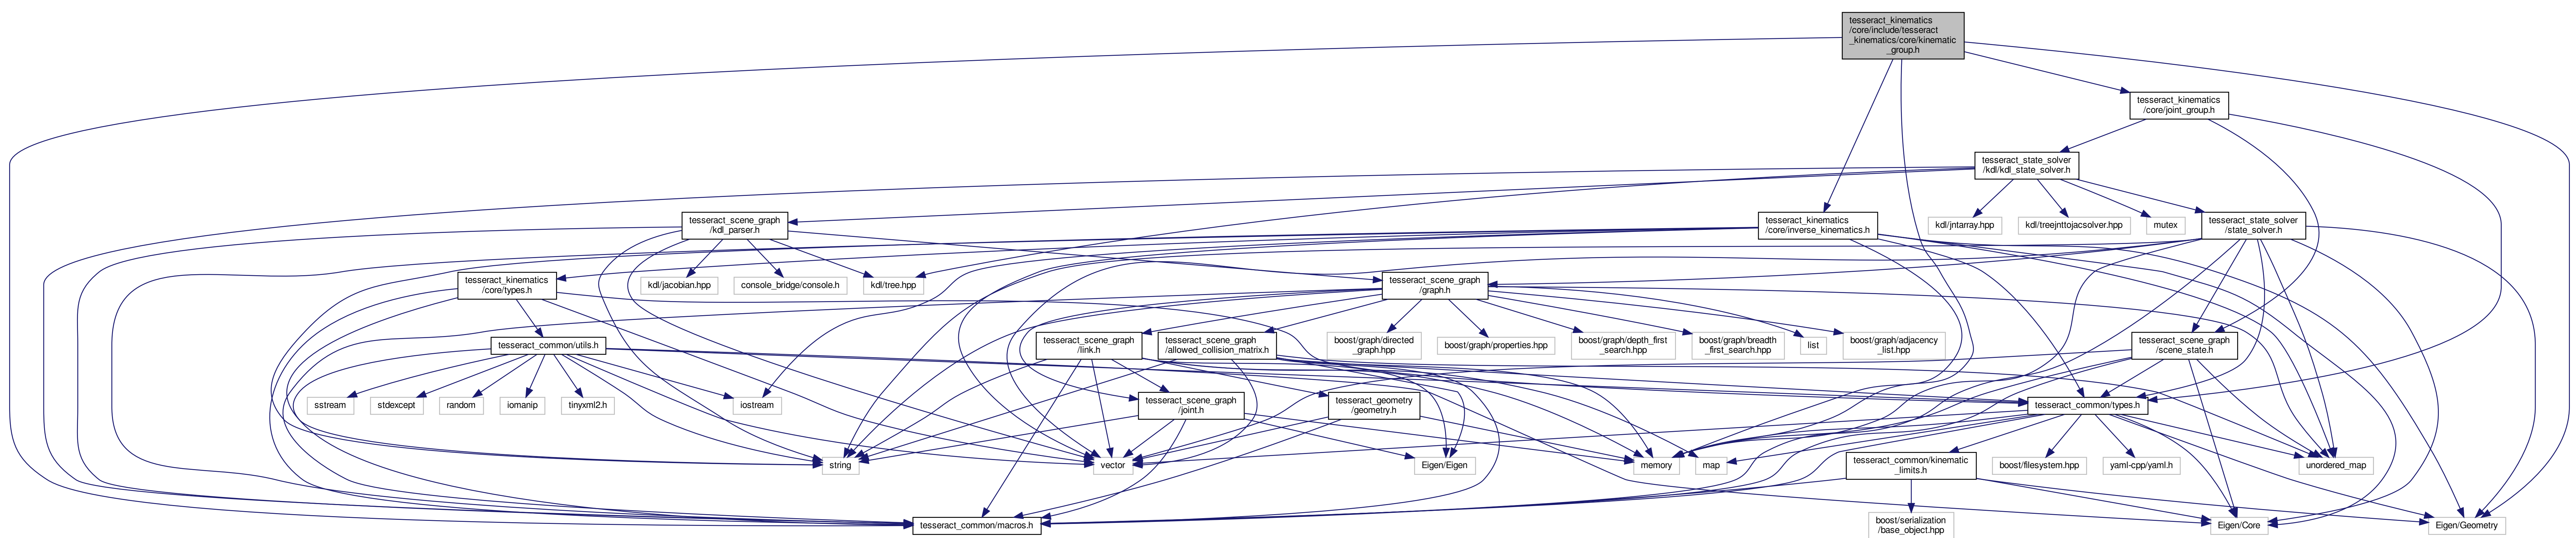 tesseract_kinematics
/core/include/tesseract
_kinematics/core/kinematic
_group.h
tesseract_kinematics
/core/joint_group.h
tesseract_state_solver
/kdl/kdl_state_solver.h
tesseract_scene_graph
/kdl_parser.h
tesseract_kinematics
/core/inverse_kinematics.h
kdl/jntarray.hpp
kdl/treejnttojacsolver.hpp
mutex
tesseract_state_solver
/state_solver.h
tesseract_kinematics
/core/types.h
kdl/jacobian.hpp
console_bridge/console.h
kdl/tree.hpp
tesseract_scene_graph
/graph.h
tesseract_common/utils.h
tesseract_scene_graph
/link.h
tesseract_scene_graph
/allowed_collision_matrix.h
boost/graph/directed
_graph.hpp
boost/graph/properties.hpp
boost/graph/depth_first
_search.hpp
boost/graph/breadth
_first_search.hpp
list
boost/graph/adjacency
_list.hpp
tesseract_scene_graph
/scene_state.h
sstream
stdexcept
random
iomanip
tinyxml2.h
iostream
tesseract_scene_graph
/joint.h
tesseract_geometry
/geometry.h
tesseract_common/types.h
string
vector
Eigen/Eigen
memory
map
tesseract_common/kinematic
_limits.h
boost/filesystem.hpp
yaml-cpp/yaml.h
unordered_map
tesseract_common/macros.h
boost/serialization
/base_object.hpp
Eigen/Core
Eigen/Geometry